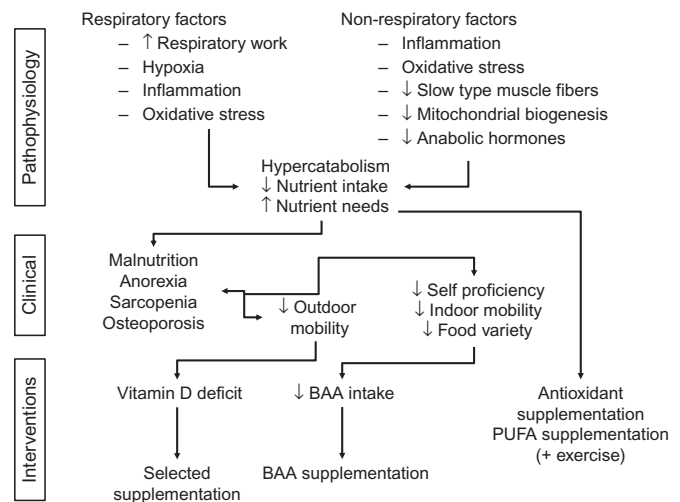 Pathophysiology
Respiratory factors
– ↑ Respiratory work
– Hypoxia
– Inflammation
– Oxidative stress
Non-respiratory factors
– Inflammation
– Oxidative stress
– ↓ Slow type muscle fibers
– ↓ Mitochondrial biogenesis
– ↓ Anabolic hormones
Hypercatabolism
↓ Nutrient intake
↑ Nutrient needs
Clinical
Malnutrition
Anorexia
Sarcopenia
Osteoporosis
↓ Outdoor
mobility
↓ Self proficiency
↓ Indoor mobility
↓ Food variety
Interventions
Vitamin D deficit
↓ BAA intake
Antioxidant
supplementation
PUFA supplementation
(+ exercise)
Selected
supplementation
BAA supplementation